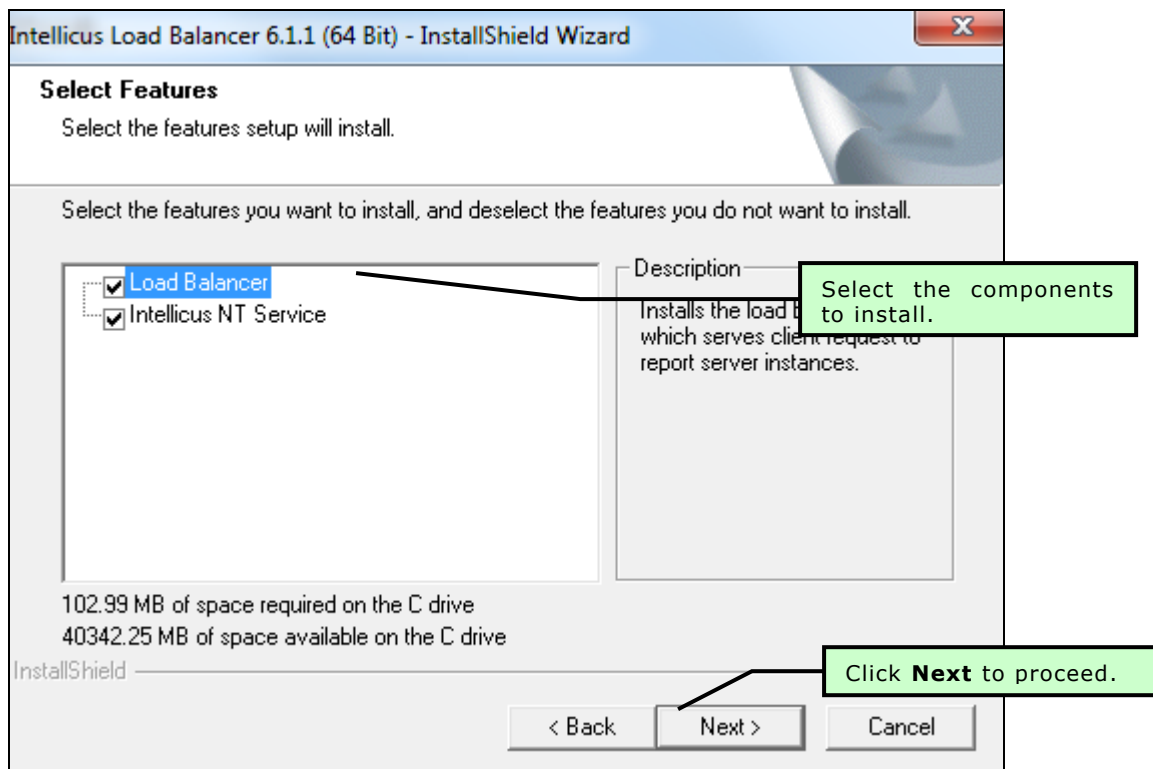 Intellicus Load Balancer 6.1.1 (64 Bit) - InstallShield Wizard
Select Features
Select the features setup will install.
Select the features you want to install, and deselect the features you do not want to install.
Load Balancer
Intellicus NT Service
Description
Installs the load
which serves client request to
report server instances.
Select the components
to install.
102.99 MB of space required on the C drive
40342.25 MB of space available on the C drive
InstallShield
Click Next to proceed.
< Back
Next >
Cancel